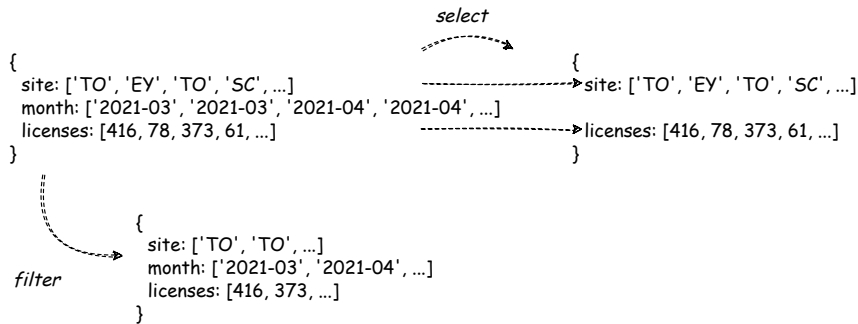 select
{
site: ['TO', 'EY', 'TO', 'SC', ...]
month: ['2021-03', '2021-03', '2021-04', '2021-04', ...]
licenses: [416, 78, 373, 61, ...]
}
{
site: ['TO', 'EY', 'TO', 'SC', ...]
licenses: [416, 78, 373, 61, ...]
}
filter
{
site: ['TO', 'TO', ...]
month: ['2021-03', '2021-04', ...]
licenses: [416, 373, ...]
}